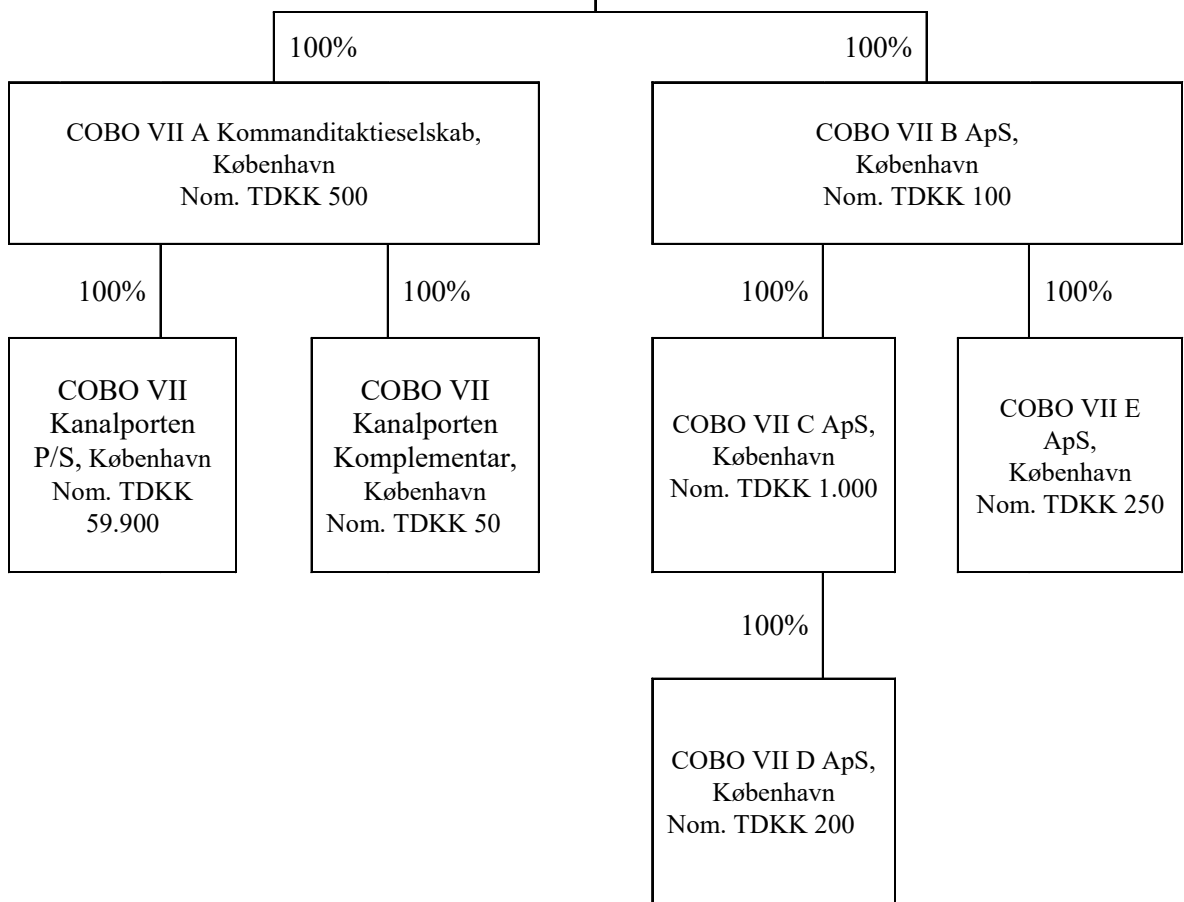 100%
100%
COBO VII A Kommanditaktieselskab,
København
Nom. TDKK 500
COBO VII B ApS,
København
Nom. TDKK 100
100%
100%
100%
100%
COBO VII
Kanalporten
P/S, København
Nom. TDKK
59.900
COBO VII
Kanalporten
Komplementar,
København
Nom. TDKK 50
COBO VII C ApS,
København
Nom. TDKK 1.000
COBO VII E
ApS,
København
Nom. TDKK 250
100%
COBO VII D ApS,
København
Nom. TDKK 200